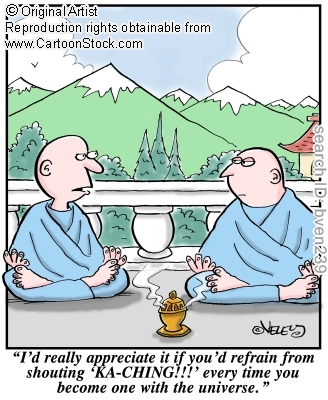 © Original Artist
Reproduction rights obtainable from
www.CartoonStock.com
search ID: bven239
©VELEY
"I'd really appreciate it if you'd refrain from
shouting 'KA-CHING!!!' every time you
become one with the universe."